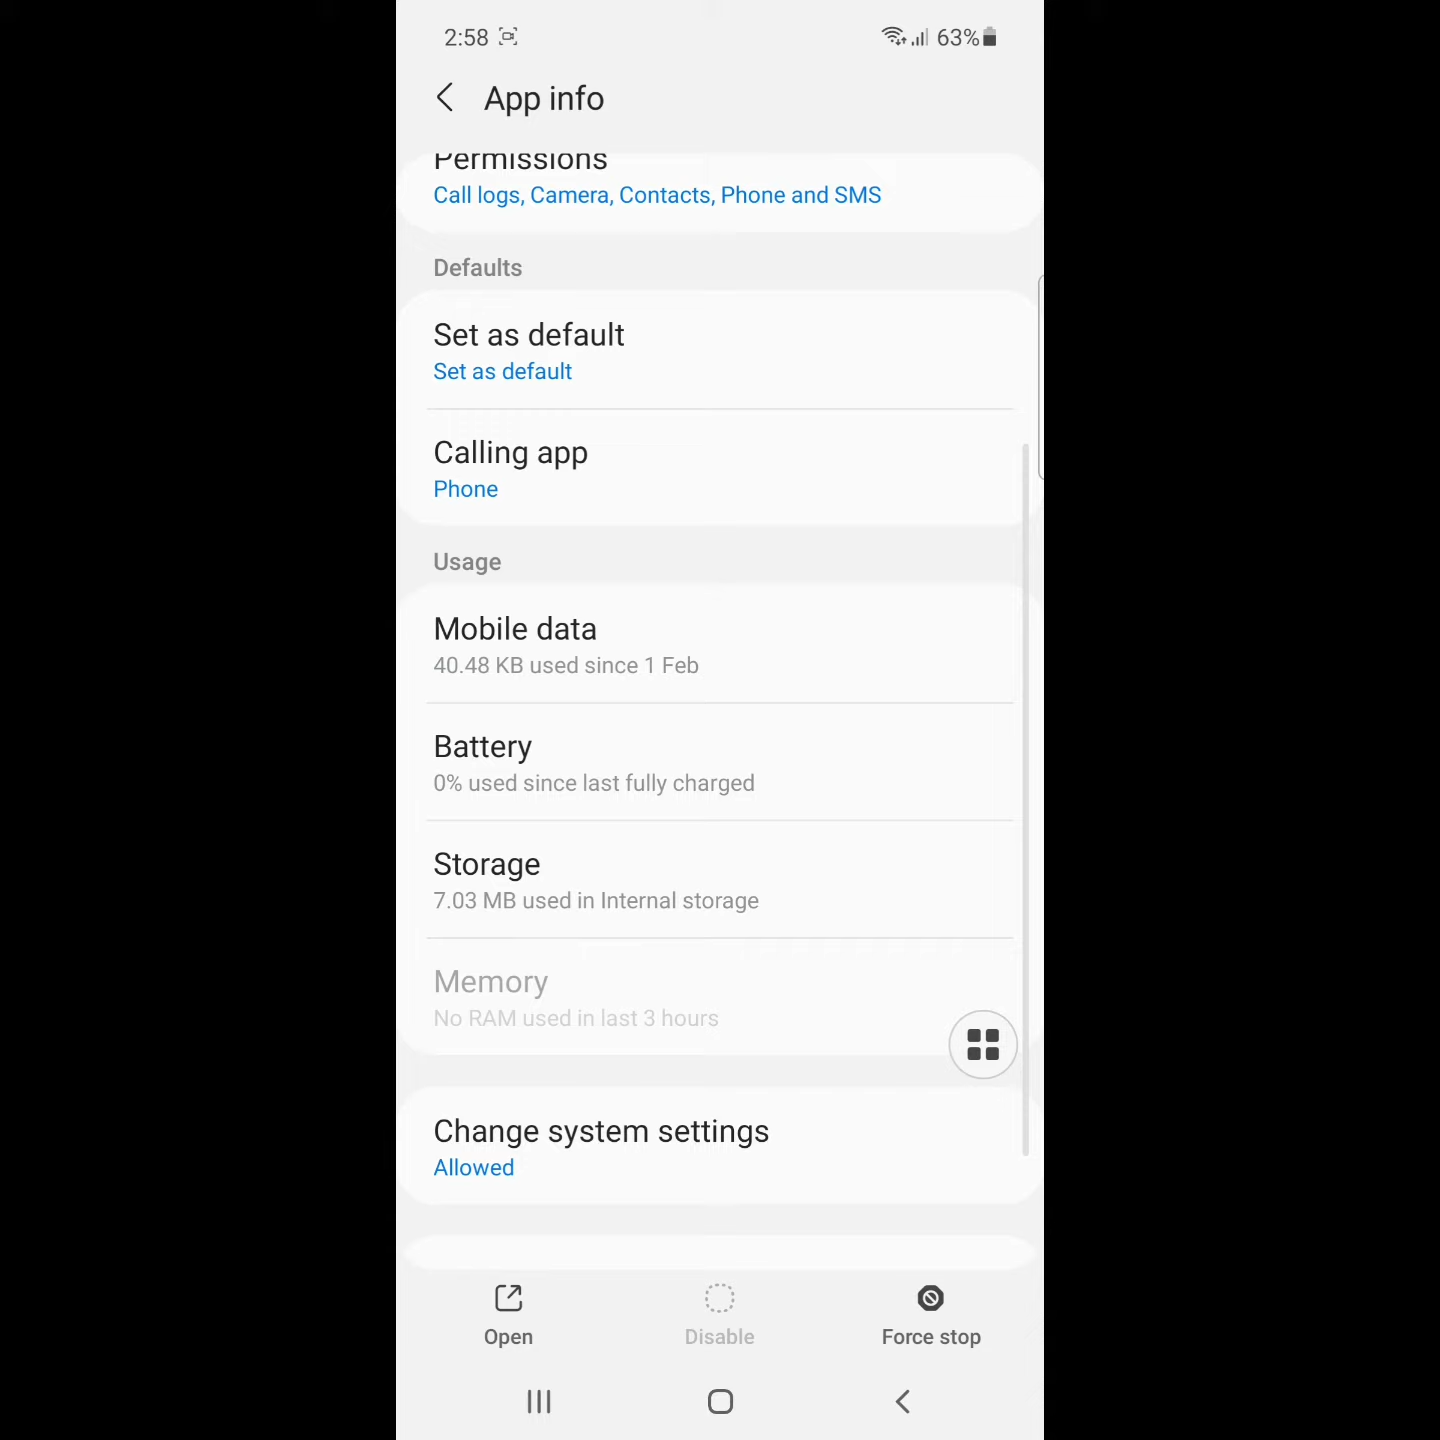 2:58
63%
App info
Permissions
Call logs, Camera, Contacts, Phone and SMS
Defaults
Set as default
Set as default
Calling app
Phone
Usage
Mobile data
40.48 KB used since 1 Feb
Battery
0% used since last fully charged
Storage
7.03 MB used in Internal storage
Memory
No RAM used in last 3 hours
Change system settings
Allowed
Open
Disable
Force stop